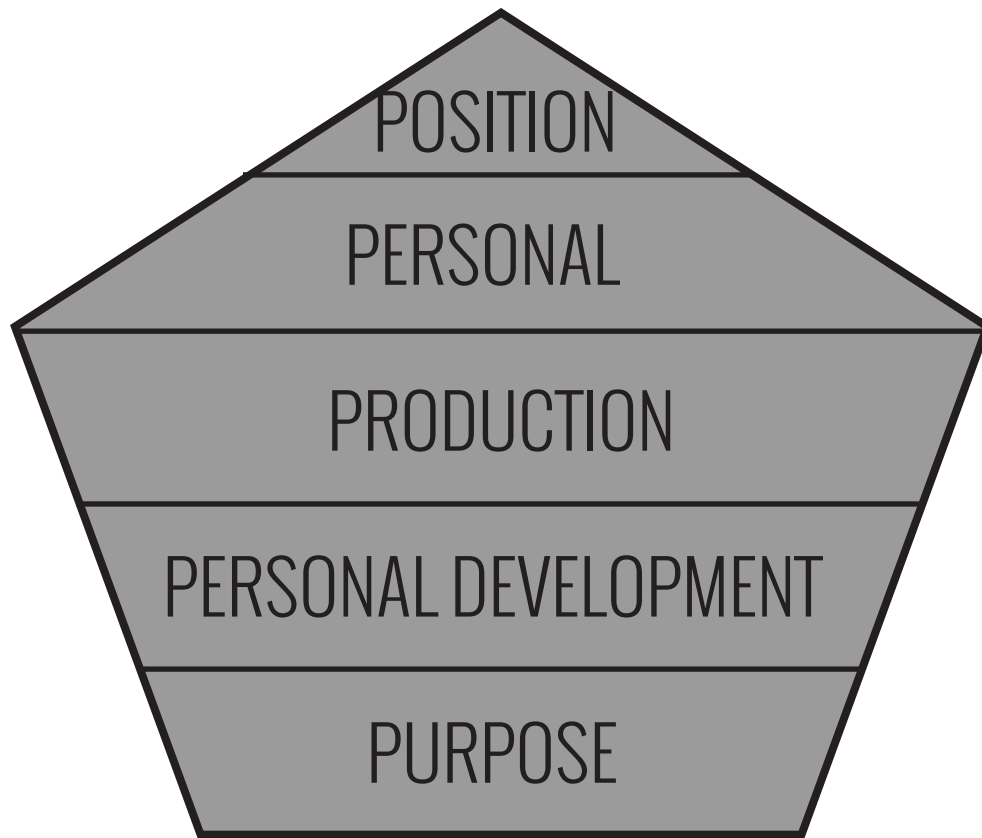 POSITION
PERSONAL
PRODUCTION
PERSONAL DEVELOPMENT
PURPOSE